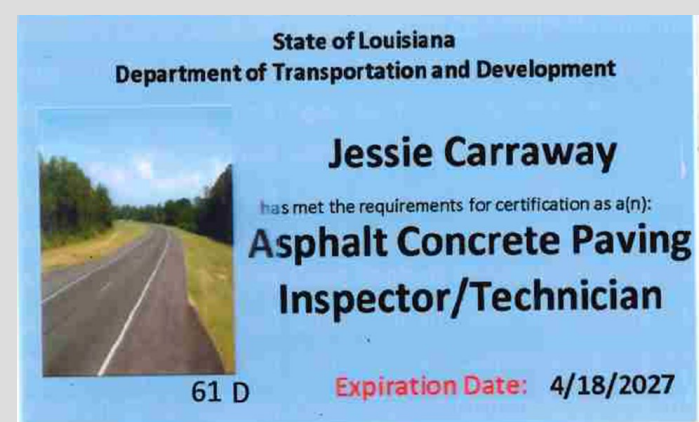 State of Louisiana
Department of Transportation and Development
Jessie Carraway
has met the requirements for certification as a(n):
Asphalt Concrete Paving
Inspector/Technician
61 D
Expiration Date: 4/18/2027